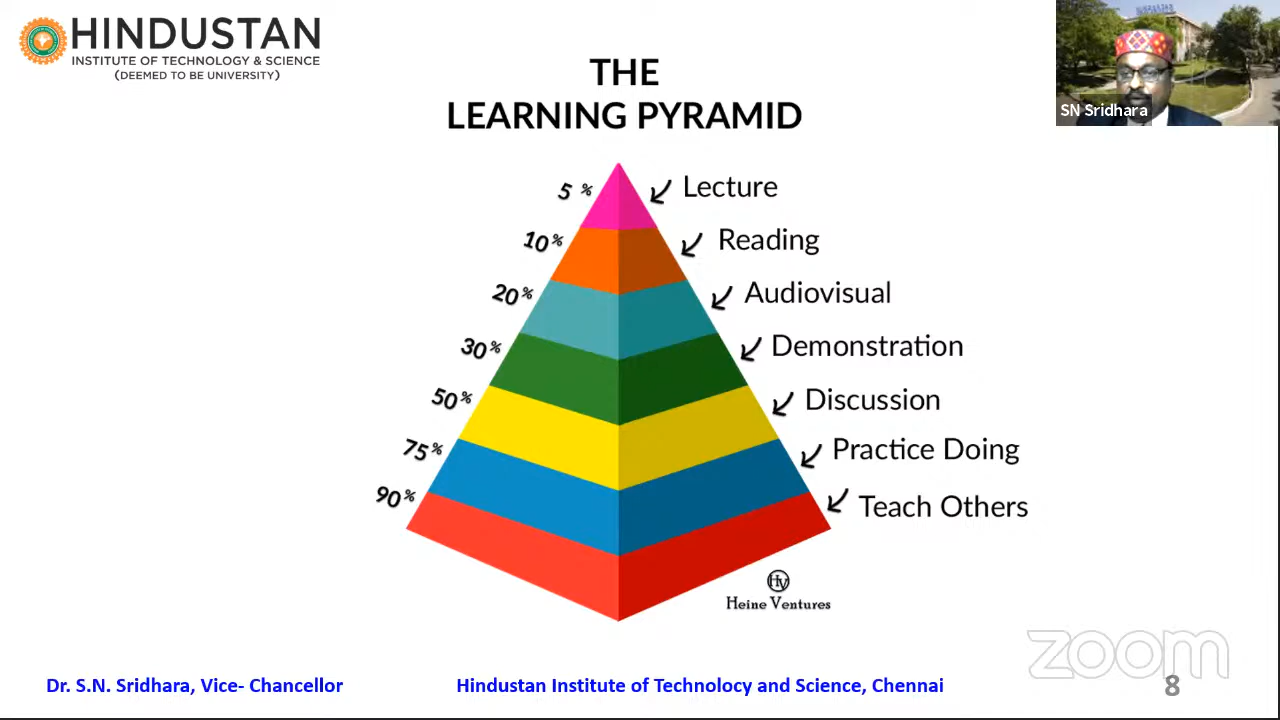 HINDUSTAN
INSTITUTE OF TECHNOLOGY & SCIENCE
(DEEMED TO BE UNIVERSITY)
SN Sridhara
THE
LEARNING PYRAMID
5 % Lecture
10% Reading
20% Audiovisual
30% Demonstration
50% Discussion
75% Practice Doing
90% Teach Others
HV
Heine Ventures
zoom
Dr. S.N. Sridhara, Vice- Chancellor Hindustan Institute of Technology and Science, Chennai 8